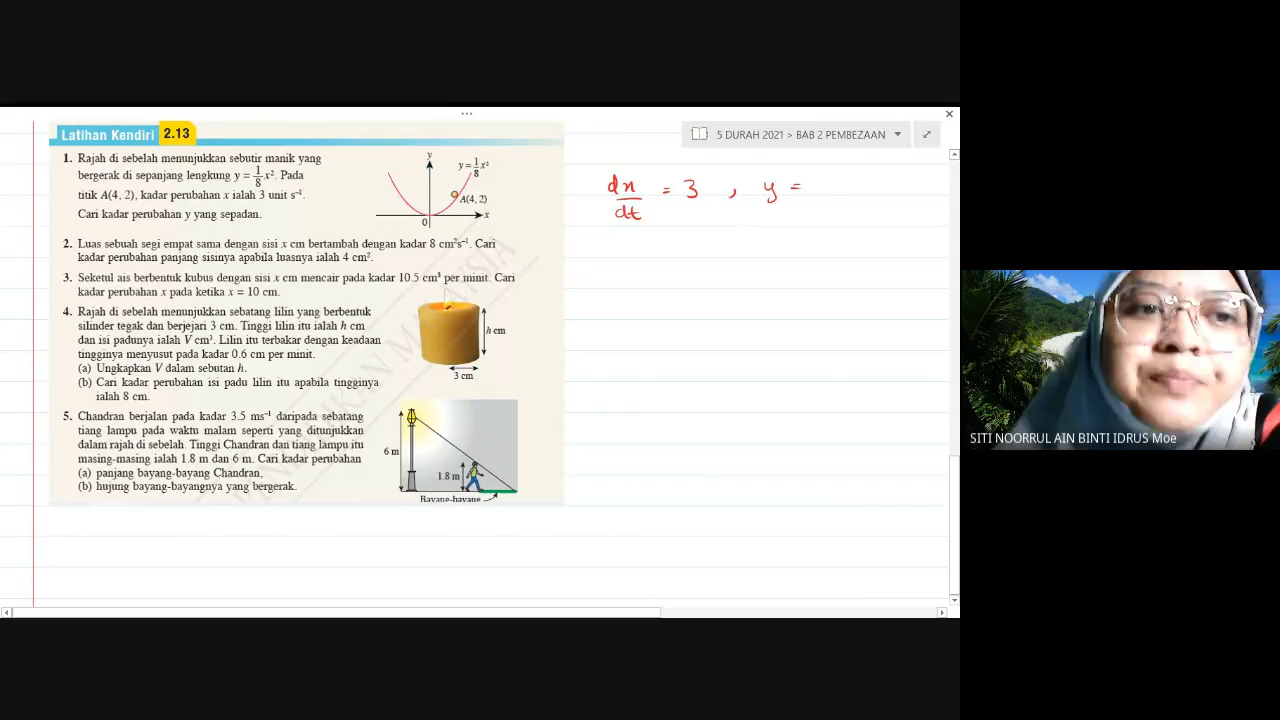 Latihan Kendiri 2.13
5 DURAH 2021 > BAB 2 PEMBEZAAN
1. Rajah di sebelah menunjukkan sebutir manik yang
bergerak di sepanjang lengkung y = 1/8 x². Pada
titik A(4, 2), kadar perubahan x ialah 3 unit s⁻¹.
Cari kadar perubahan y yang sepadan.
y
y = 1/8 x²
A(4, 2)
0
x
dx/dt = 3 , y =
2. Luas sebuah segi empat sama dengan sisi x cm bertambah dengan kadar 8 cm²s⁻¹. Cari
kadar perubahan panjang sisinya apabila luasnya ialah 4 cm².
3. Seketul ais berbentuk kubus dengan sisi x cm mencair pada kadar 10.5 cm³ per minit. Cari
kadar perubahan x pada ketika x = 10 cm.
4. Rajah di sebelah menunjukkan sebatang lilin yang berbentuk
silinder tegak dan berjejari 3 cm. Tinggi lilin itu ialah h cm
dan isi padunya ialah V cm³. Lilin itu terbakar dengan keadaan
tingginya menyusut pada kadar 0.6 cm per minit.
(a) Ungkapkan V dalam sebutan h.
(b) Cari kadar perubahan isi padu lilin itu apabila tingginya
ialah 8 cm.
h cm
3 cm
5. Chandran berjalan pada kadar 3.5 ms⁻¹ daripada sebatang
tiang lampu pada waktu malam seperti yang ditunjukkan
dalam rajah di sebelah. Tinggi Chandran dan tiang lampu itu
masing-masing ialah 1.8 m dan 6 m. Cari kadar perubahan
(a) panjang bayang-bayang Chandran,
(b) hujung bayang-bayangnya yang bergerak.
6 m
1.8 m
Bayang-bayang
SITI NOORRUL AIN BINTI IDRUS Moe